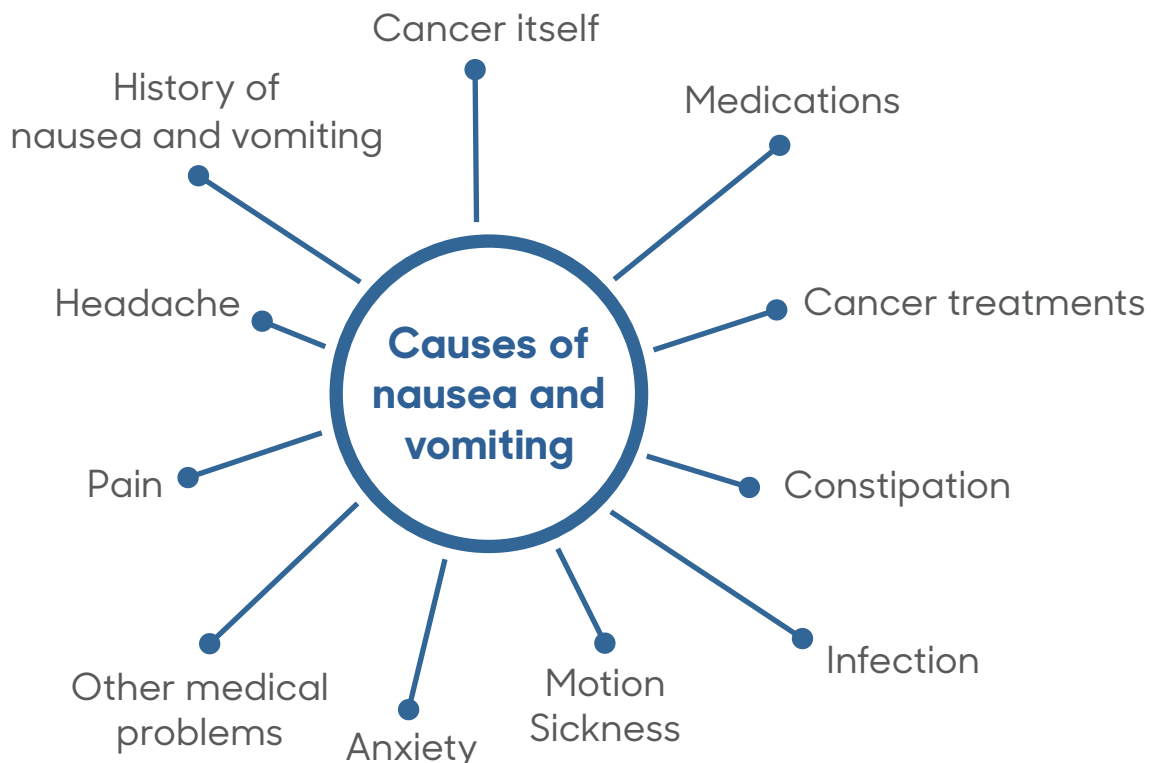 Cancer itself
History of
nausea and vomiting
Medications
Headache
Cancer treatments
Causes of
nausea and
vomiting
Pain
Constipation
Infection
Other medical
problems
Motion
Sickness
Anxiety